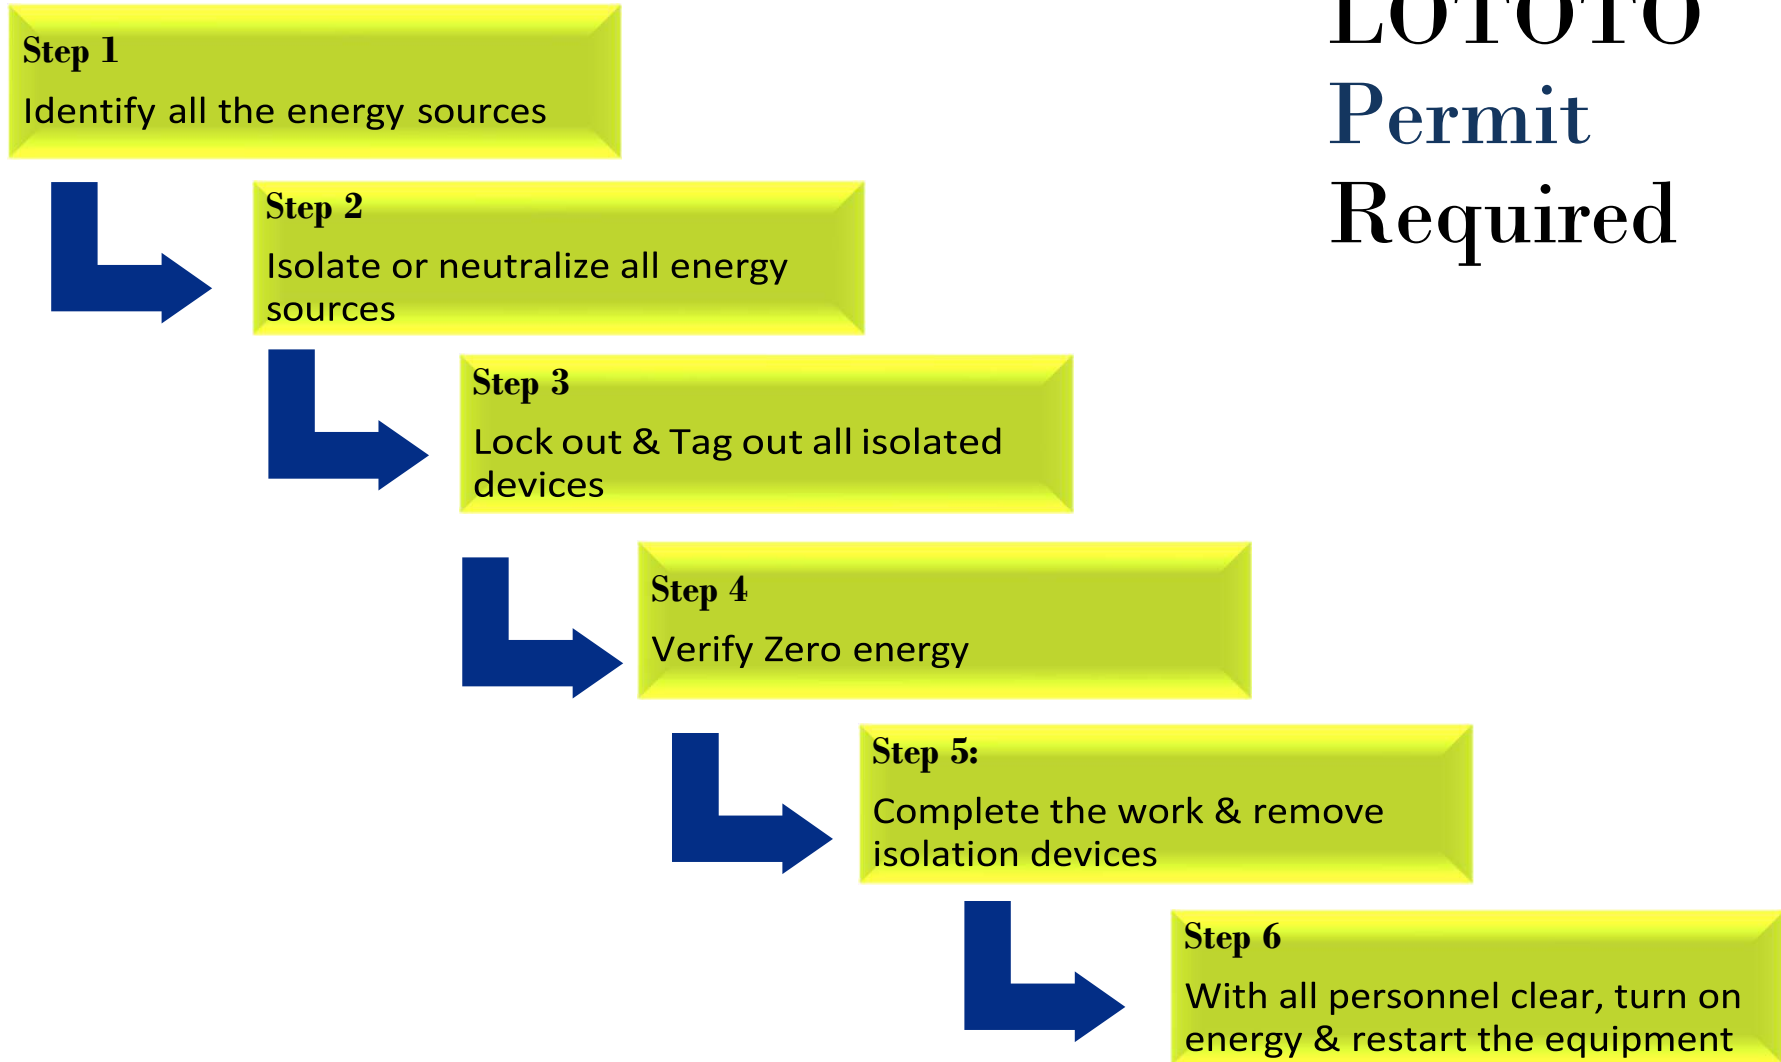 LOTOTO
Permit
Required
Step 1
Identify all the energy sources
Step 2
Isolate or neutralize all energy
sources
Step 3
Lock out & Tag out all isolated
devices
Step 4
Verify Zero energy
Step 5:
Complete the work & remove
isolation devices
Step 6
With all personnel clear, turn on
energy & restart the equipment